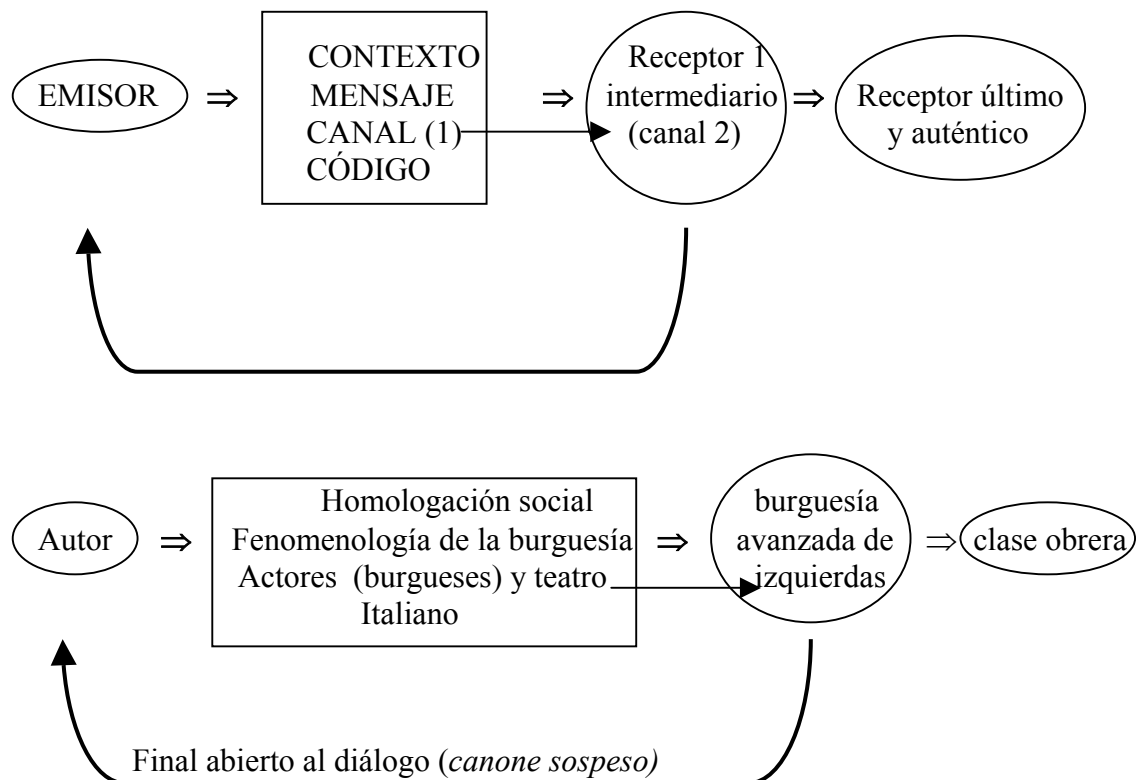 EMISOR
⇒
CONTEXTO
MENSAJE
CANAL (1)
CÓDIGO
⇒
Receptor 1
intermediario
(canal 2)
⇒
Receptor último
y auténtico
Autor
⇒
Homologación social
Fenomenología de la burguesía
Actores (burgueses) y teatro
Italiano
⇒
burguesía
avanzada de
izquierdas
⇒
clase obrera
Final abierto al diálogo (canone sospeso)